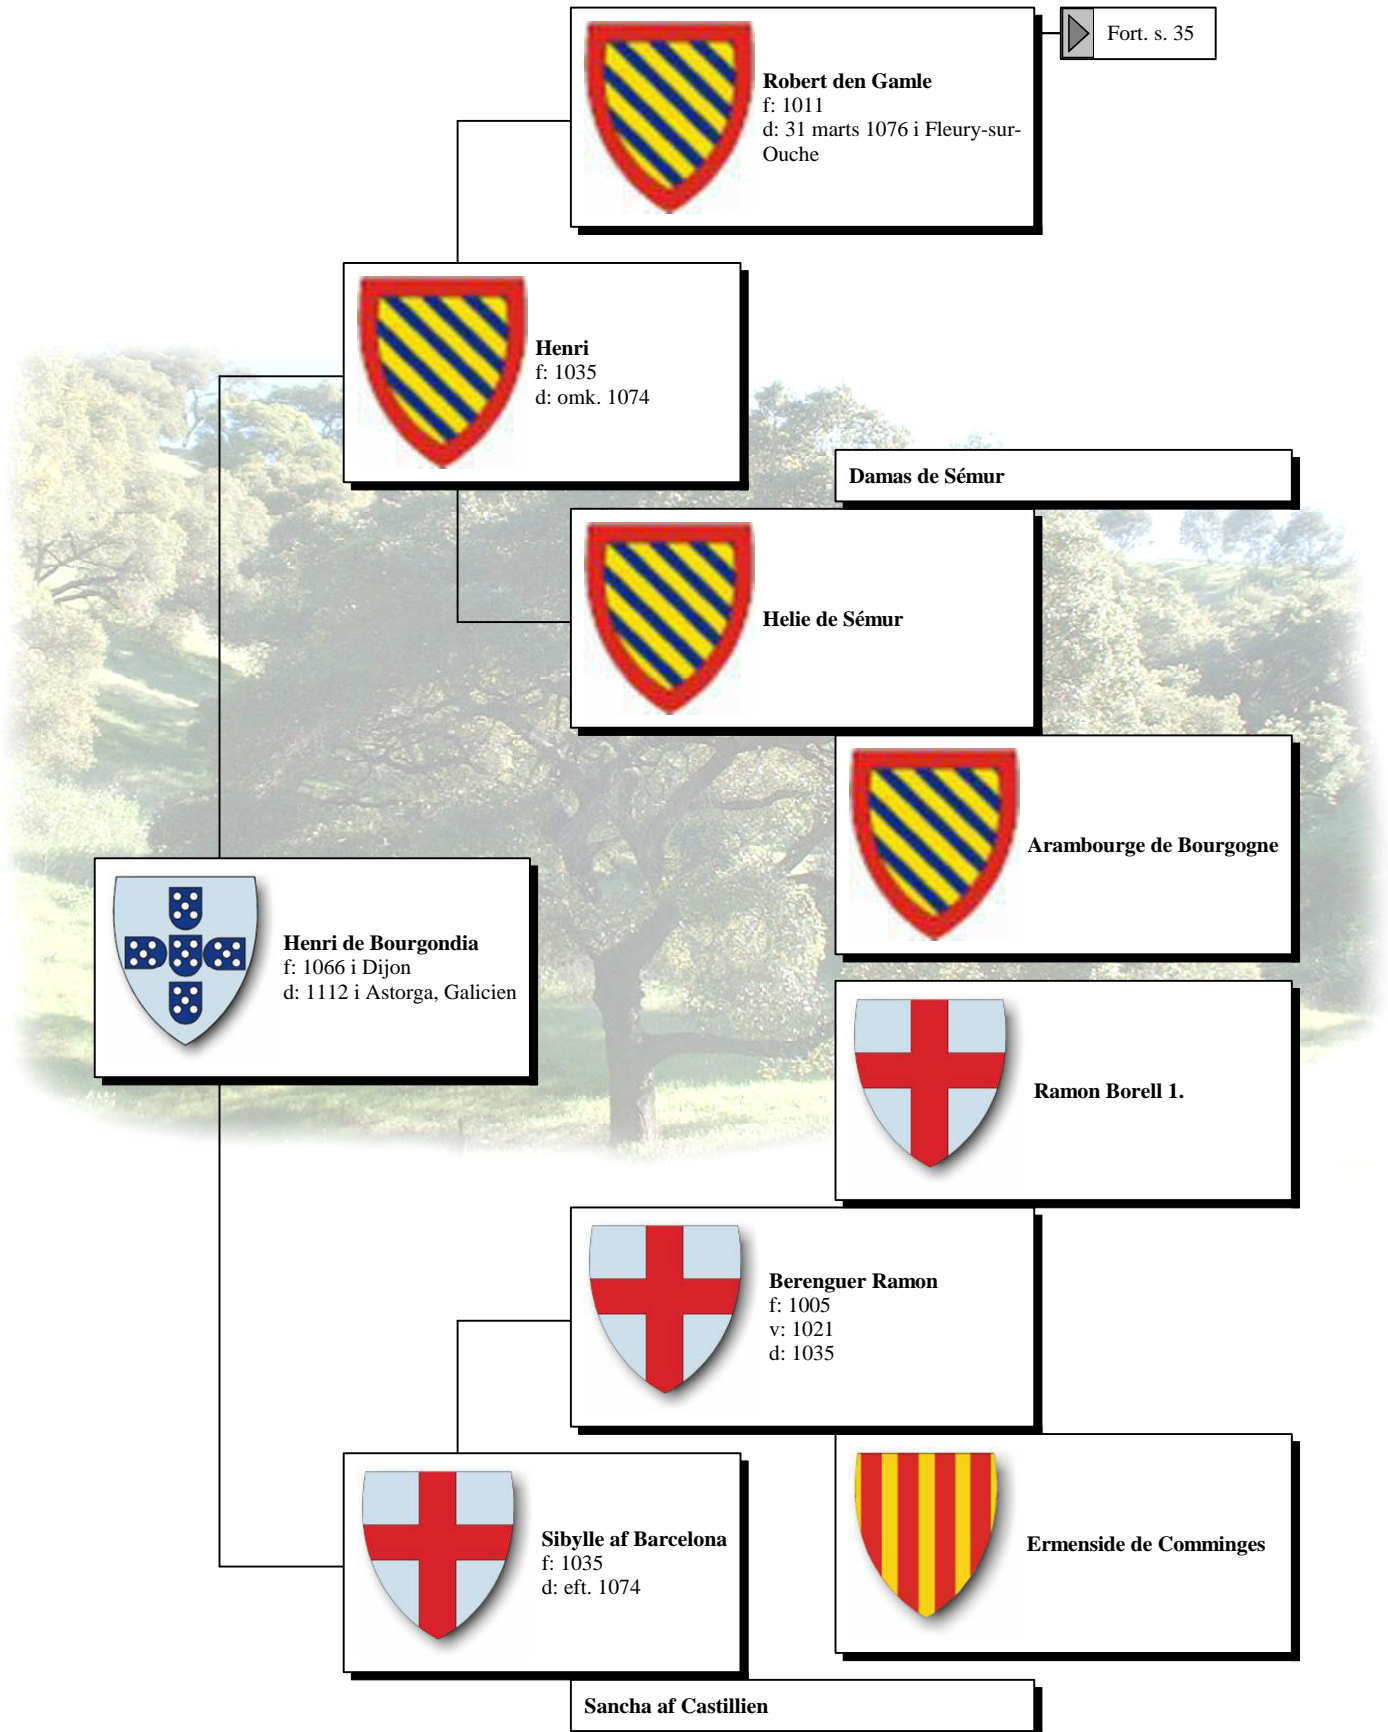 Fort. s. 35
Robert den Gamle
f: 1011
d: 31 marts 1076 i Fleury-sur-
Ouche
Henri
f: 1035
d: omk. 1074
Damas de Sémur
Helie de Sémur
Arambourge de Bourgogne
Henri de Bourgondia
f: 1066 i Dijon
d: 1112 i Astorga, Galicien
Ramon Borell 1.
Berenguer Ramon
f: 1005
v: 1021
d: 1035
Ermenside de Comminges
Sibylle af Barcelona
f: 1035
d: eft. 1074
Sancha af Castillien